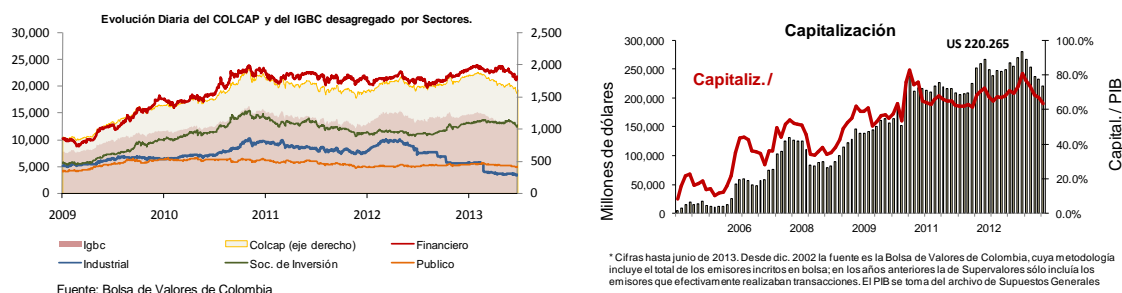 Evolución Diaria del COLCAP y del IGBC desagregado por Sectores.
30,000
25,000
20,000
15,000
10,000
5,000
0
2,500
2,000
1,500
1,000
500
0
2009 2010 2011 2012 2013
Igbc Colcap (eje derecho) Financiero
Industrial Soc. de Inversión Publico
Fuente: Bolsa de Valores de Colombia
Capitalización
US 220.265
Capitaliz./
Millones de dólares
300,000
250,000
200,000
150,000
100,000
50,000
0
100.0%
80.0%
60.0%
40.0%
20.0%
0.0%
Capital. / PIB
2006 2008 2009 2011 2012
* Cifras hasta junio de 2013. Desde dic. 2002 la fuente es la Bolsa de Valores de Colombia, cuya metodología
incluye el total de los emisores incritos en bolsa; en los años anteriores la de Supervalores sólo incluía los
emisores que efectivamente realizaban transacciones. El PIB se toma del archivo de Supuestos Generales